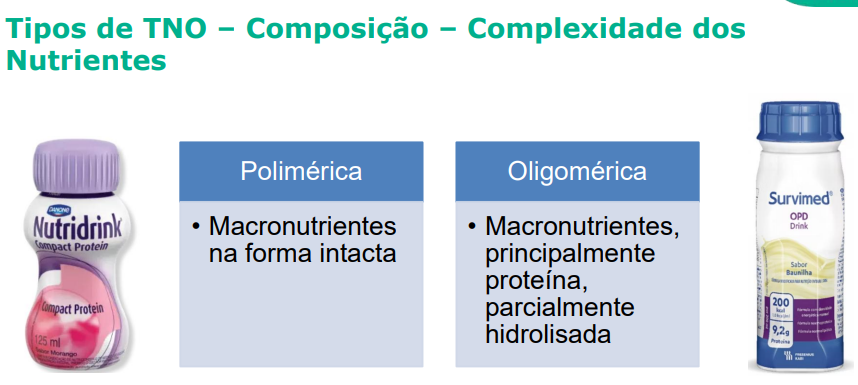 Tipos de TNO – Composição – Complexidade dos
Nutrientes
Polimérica
• Macronutrientes
na forma intacta
Oligomérica
• Macronutrientes,
principalmente
proteína,
parcialmente
hidrolisada
DANONE
Nutridrink
Compact Protein
Compact Protein
125 ml
Sabor Morango
Survimed®
OPD
Drink
Sabor
Baunilha
200
kcal
9,2g
Proteína
FRESENIUS
KABI